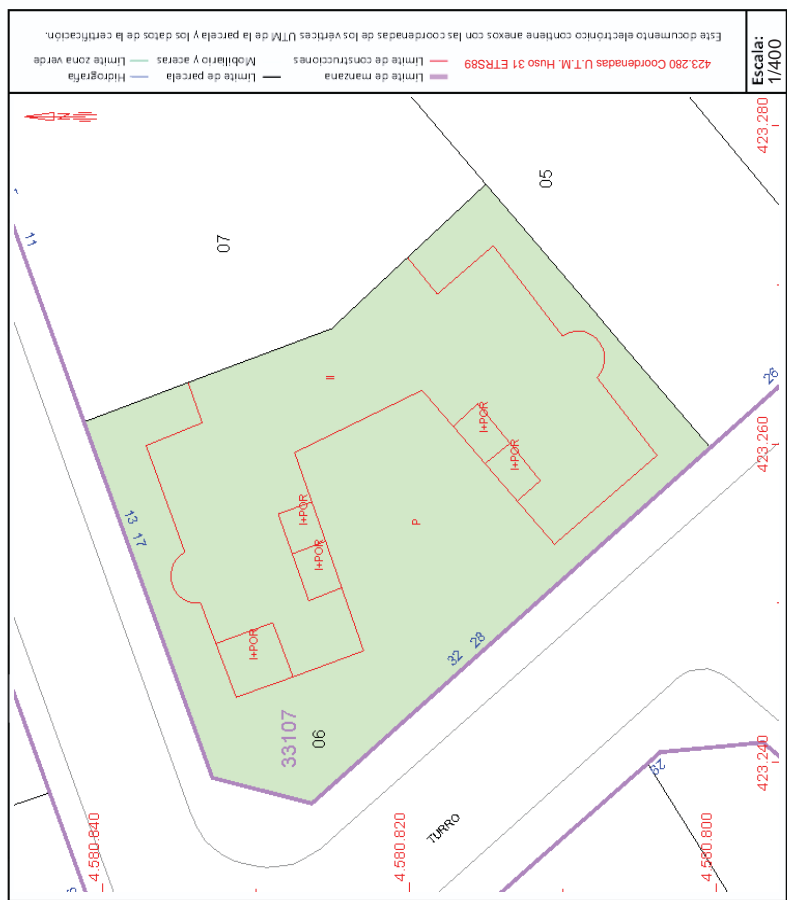 Este documento electrónico contiene anexos con las coordenadas de los vértices UTM de la parcela y los datos de la certificación.
423.280 Coordenadas U.T.M. Huso 31 ETRS89
Límite de manzana
Límite de construcciones
Límite de parcela
Mobiliario y aceras
Hidrografía
Límite zona verde
Escala:
1/400
423.280
11
05
07
II
26
423.260
I+POR
I+POR
13
17
I+POR
I+POR
P
I+POR
32
28
33107
06
423.240
29
TURRO
4.580.840
4.580.820
4.580.800